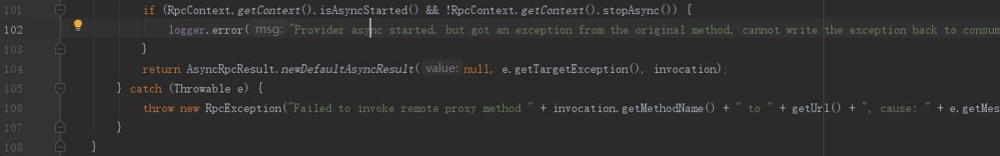 101 if (RpcContext.getContext().isAsyncStarted() && !RpcContext.getContext().stopAsync()) {
102 logger.error( msg: "Provider async started, but got an exception from the original method, cannot write the exception back to consum
103 }
104 return AsyncRpcResult.newDefaultAsyncResult( value: null, e.getTargetException(), invocation);
105 } catch (Throwable e) {
106 throw new RpcException("Failed to invoke remote proxy method " + invocation.getMethodName() + " to " + getUrl() + ", cause: " + e.getMes
107 }
108 }